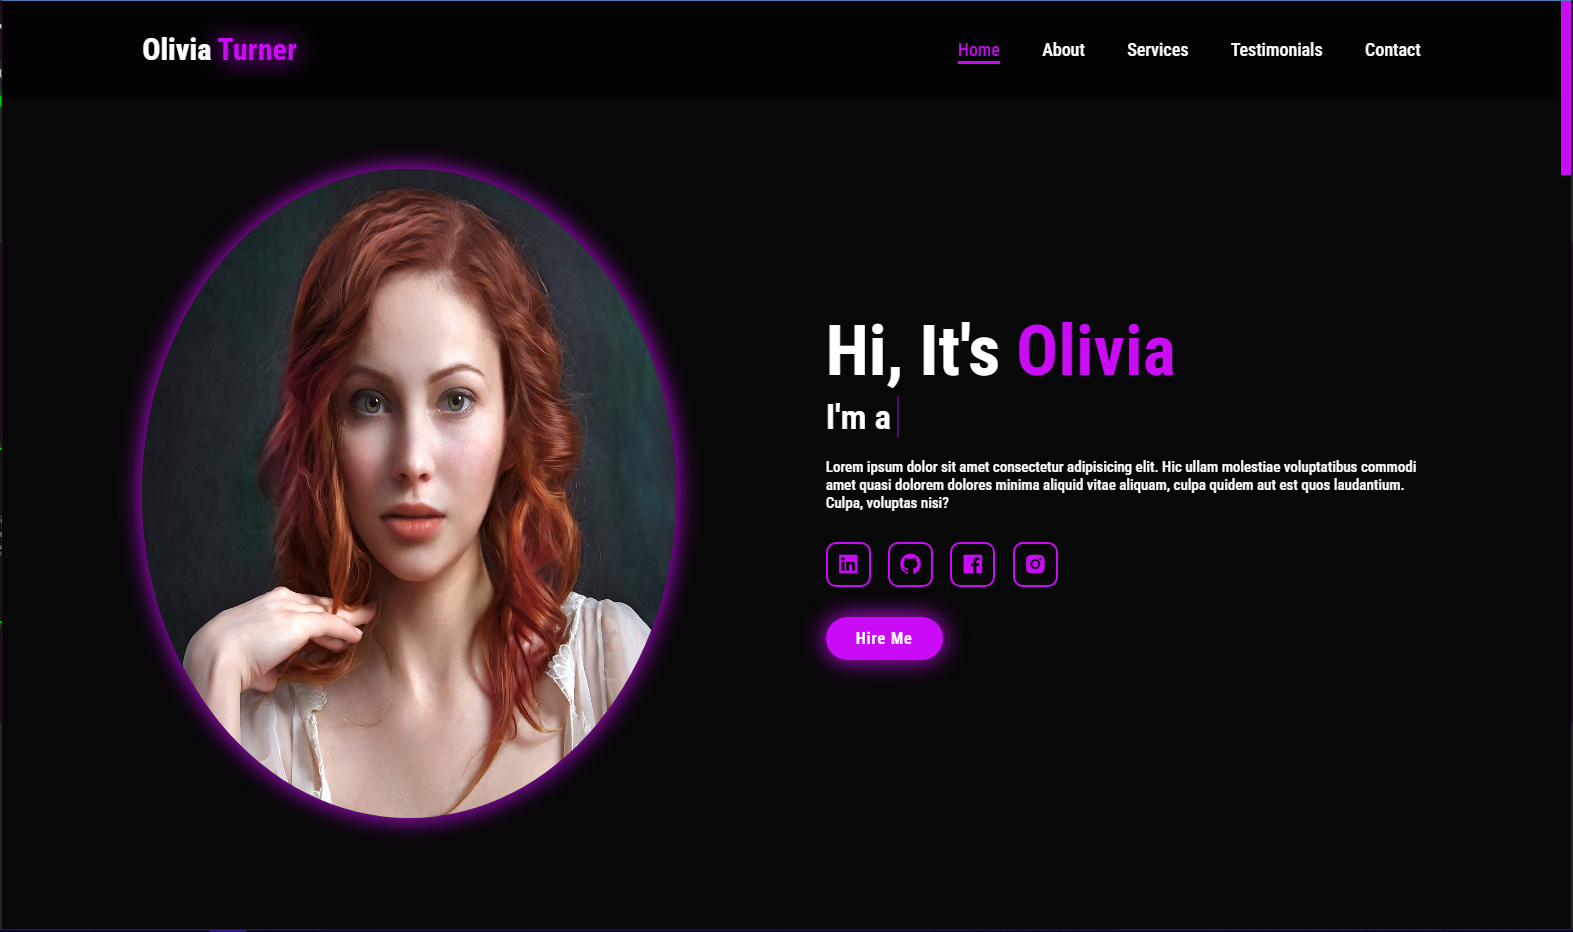 Olivia Turner
Home About Services Testimonials Contact
Hi, It's Olivia
I'm a
Lorem ipsum dolor sit amet consectetur adipisicing elit. Hic ullam molestiae voluptatibus commodi
amet quasi dolorem dolores minima aliquid vitae aliquam, culpa quidem aut est quos laudantium.
Culpa, voluptas nisi?
Hire Me